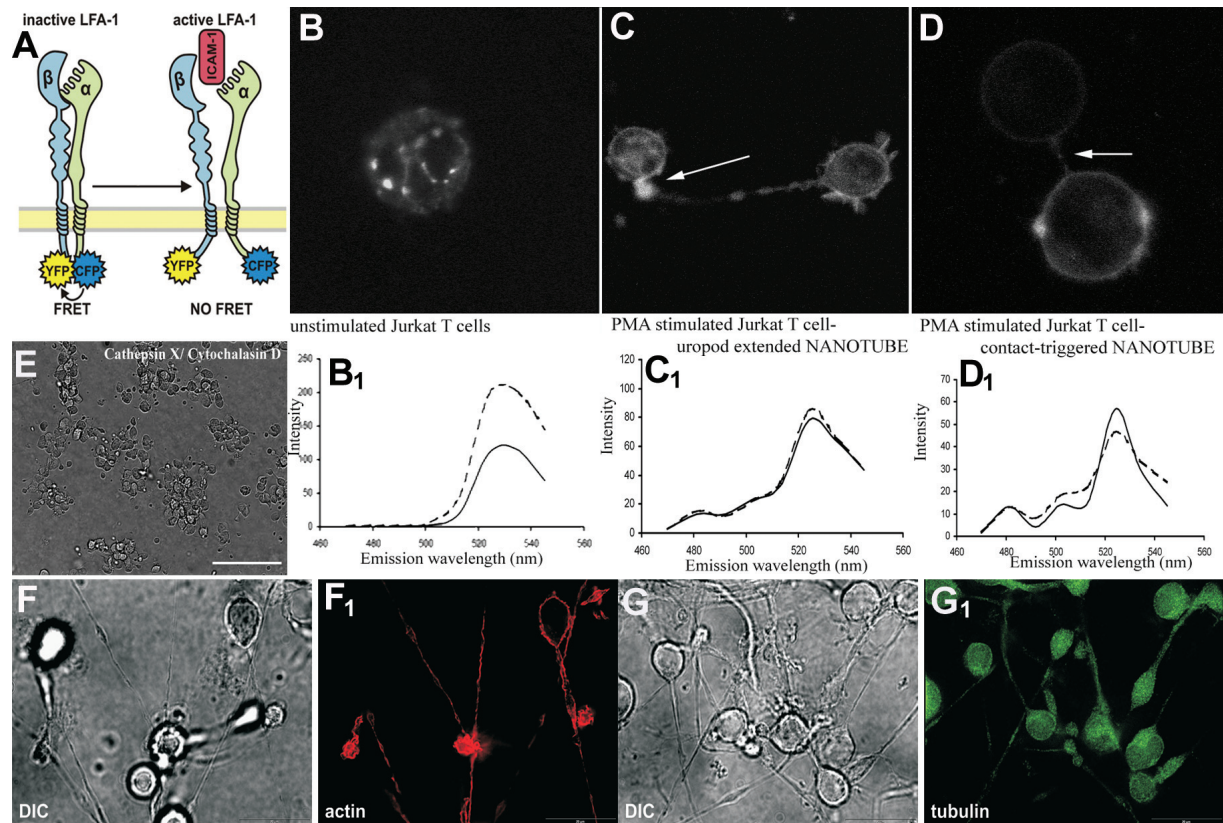 A
inactive LFA-1
active LFA-1
β
α
β
ICAM-1
α
YFP
CFP
FRET
YFP
CFP
NO FRET
B
unstimulated Jurkat T cells
C
PMA stimulated Jurkat T cell-
uropod extended NANOTUBE
D
PMA stimulated Jurkat T cell-
contact-triggered NANOTUBE
E
Cathepsin X/ Cytochalasin D
B1
Intensity
250
200
150
100
50
0
460
480
500
520
540
560
Emission wavelength (nm)
C1
Intensity
120
100
80
60
40
20
0
460
480
500
520
540
560
Emission wavelength (nm)
D1
Intensity
70
60
50
40
30
20
10
0
460
480
500
520
540
560
Emission wavelength (nm)
F
DIC
F1
actin
G
DIC
G1
tubulin